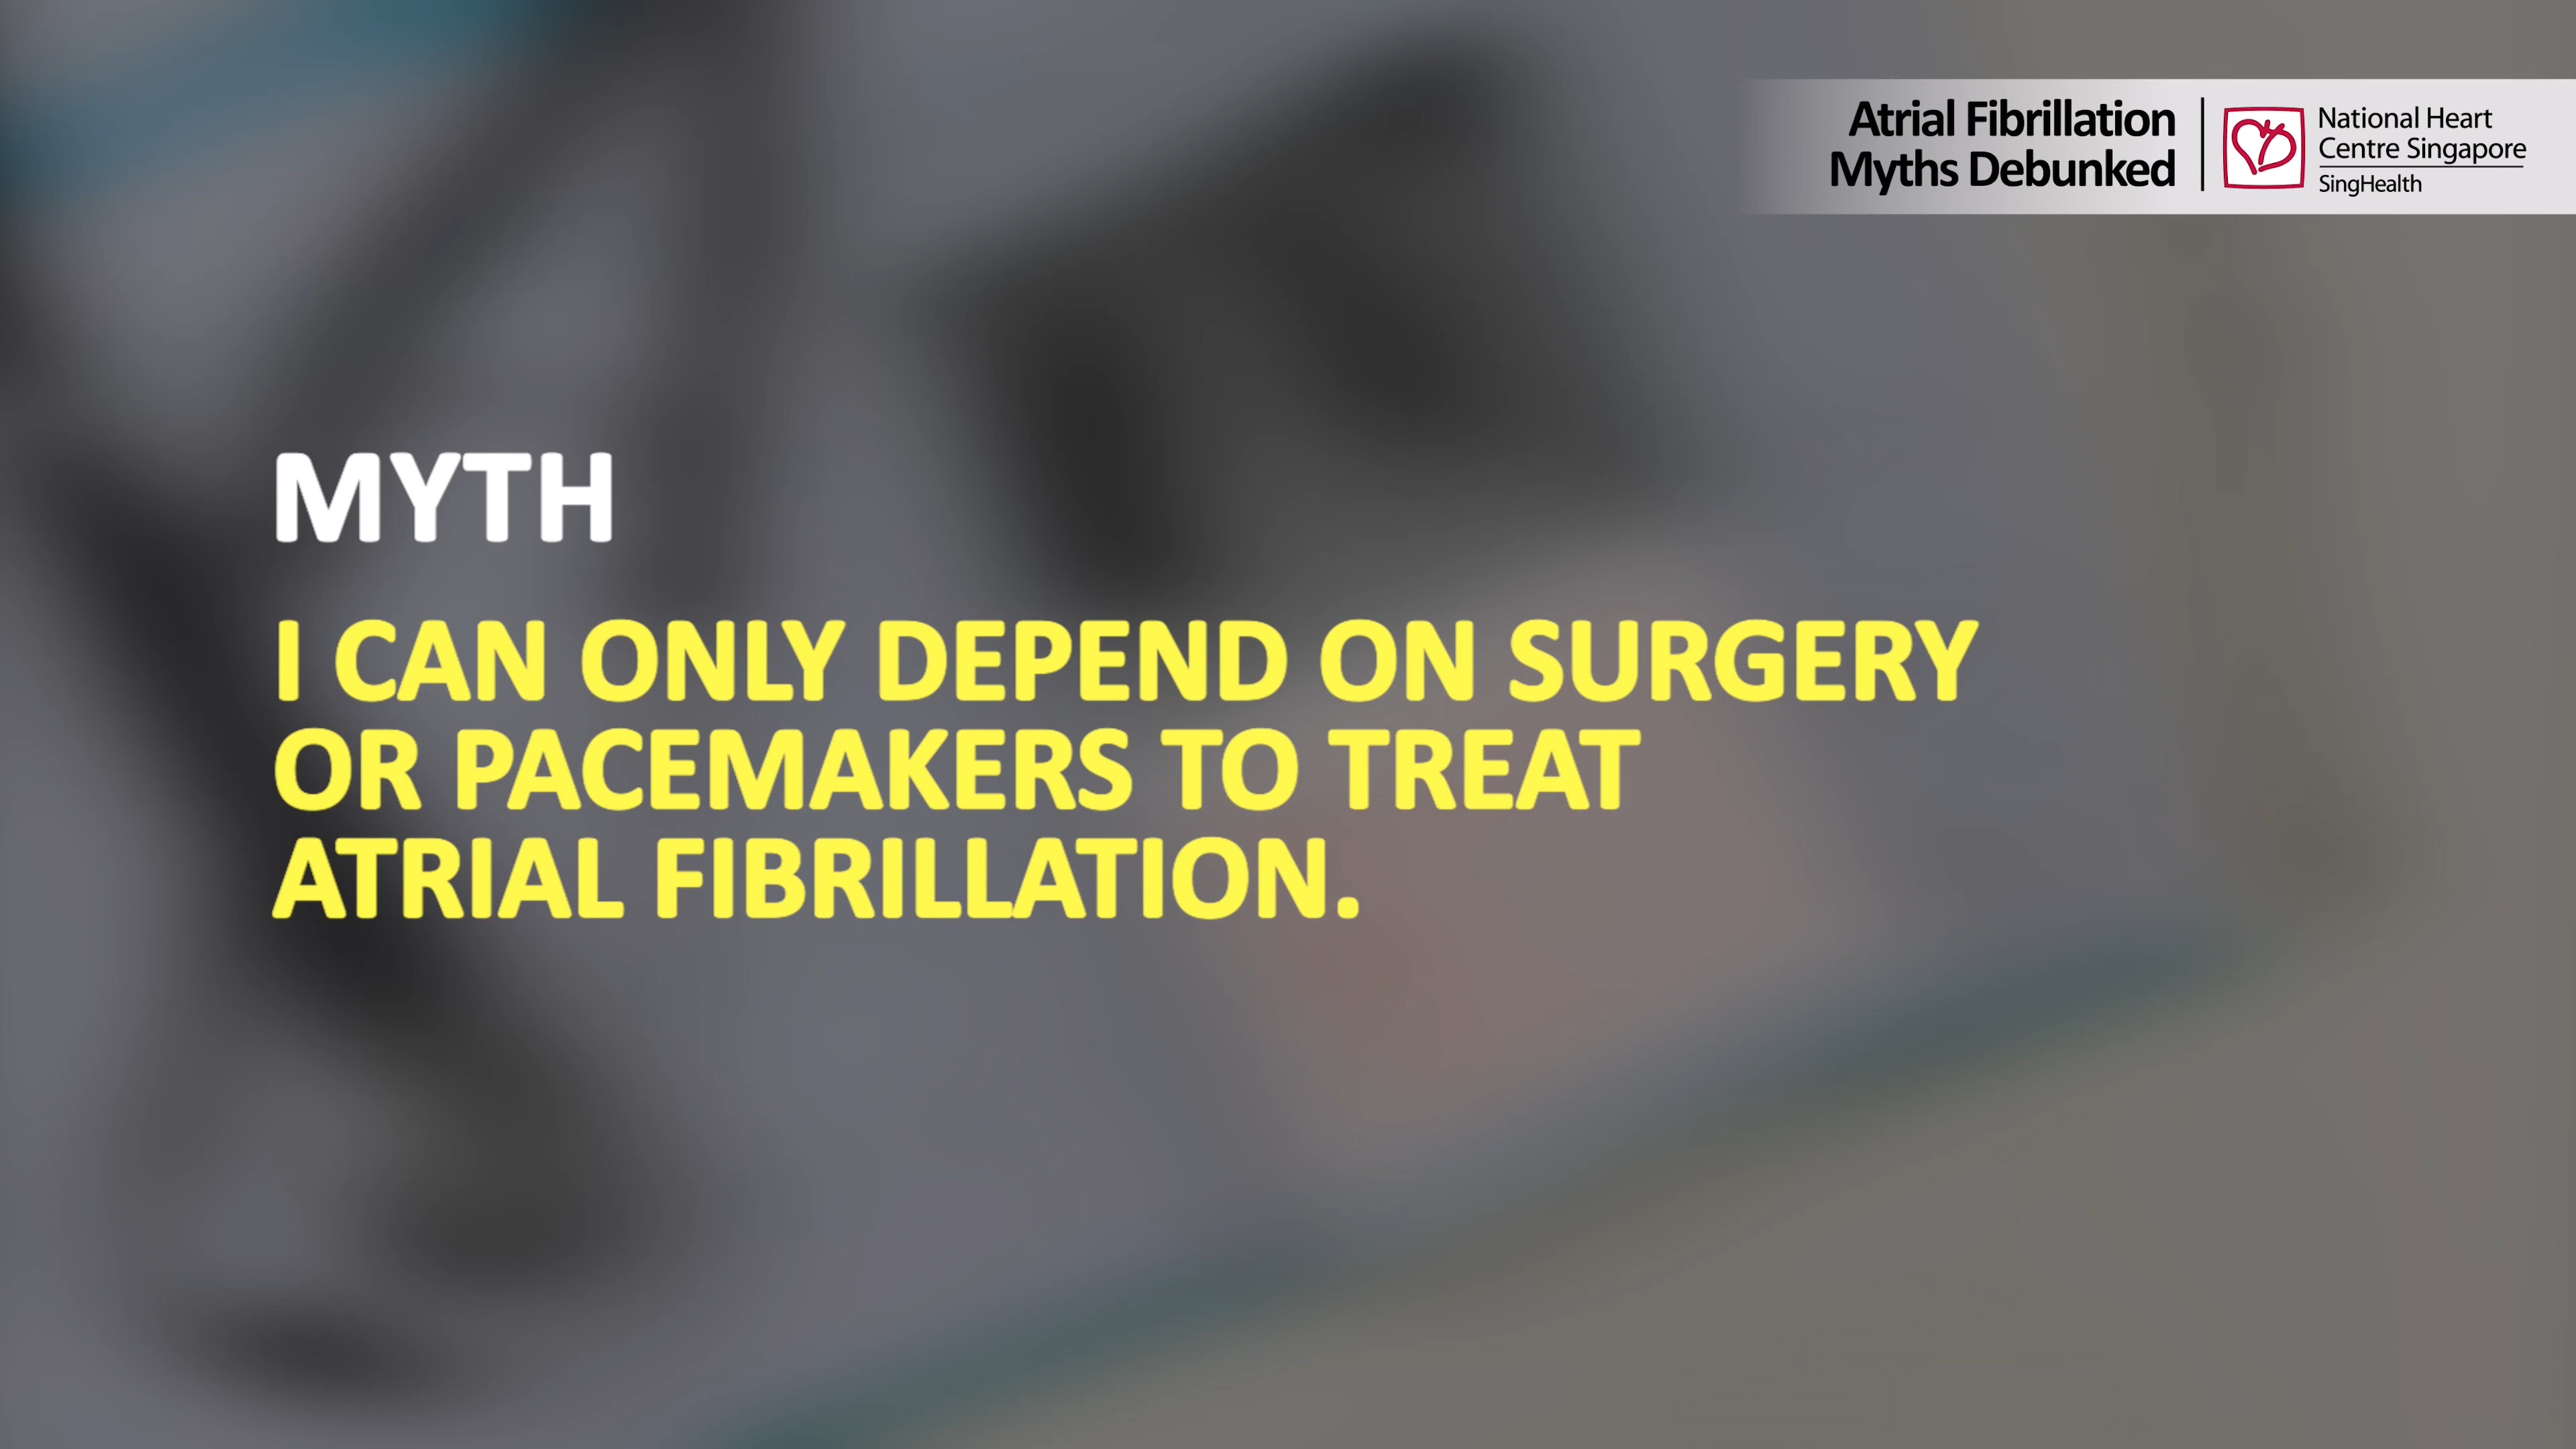 Atrial Fibrillation
Myths Debunked
National Heart
Centre Singapore
SingHealth
MYTH
I CAN ONLY DEPEND ON SURGERY
OR PACEMAKERS TO TREAT
ATRIAL FIBRILLATION.